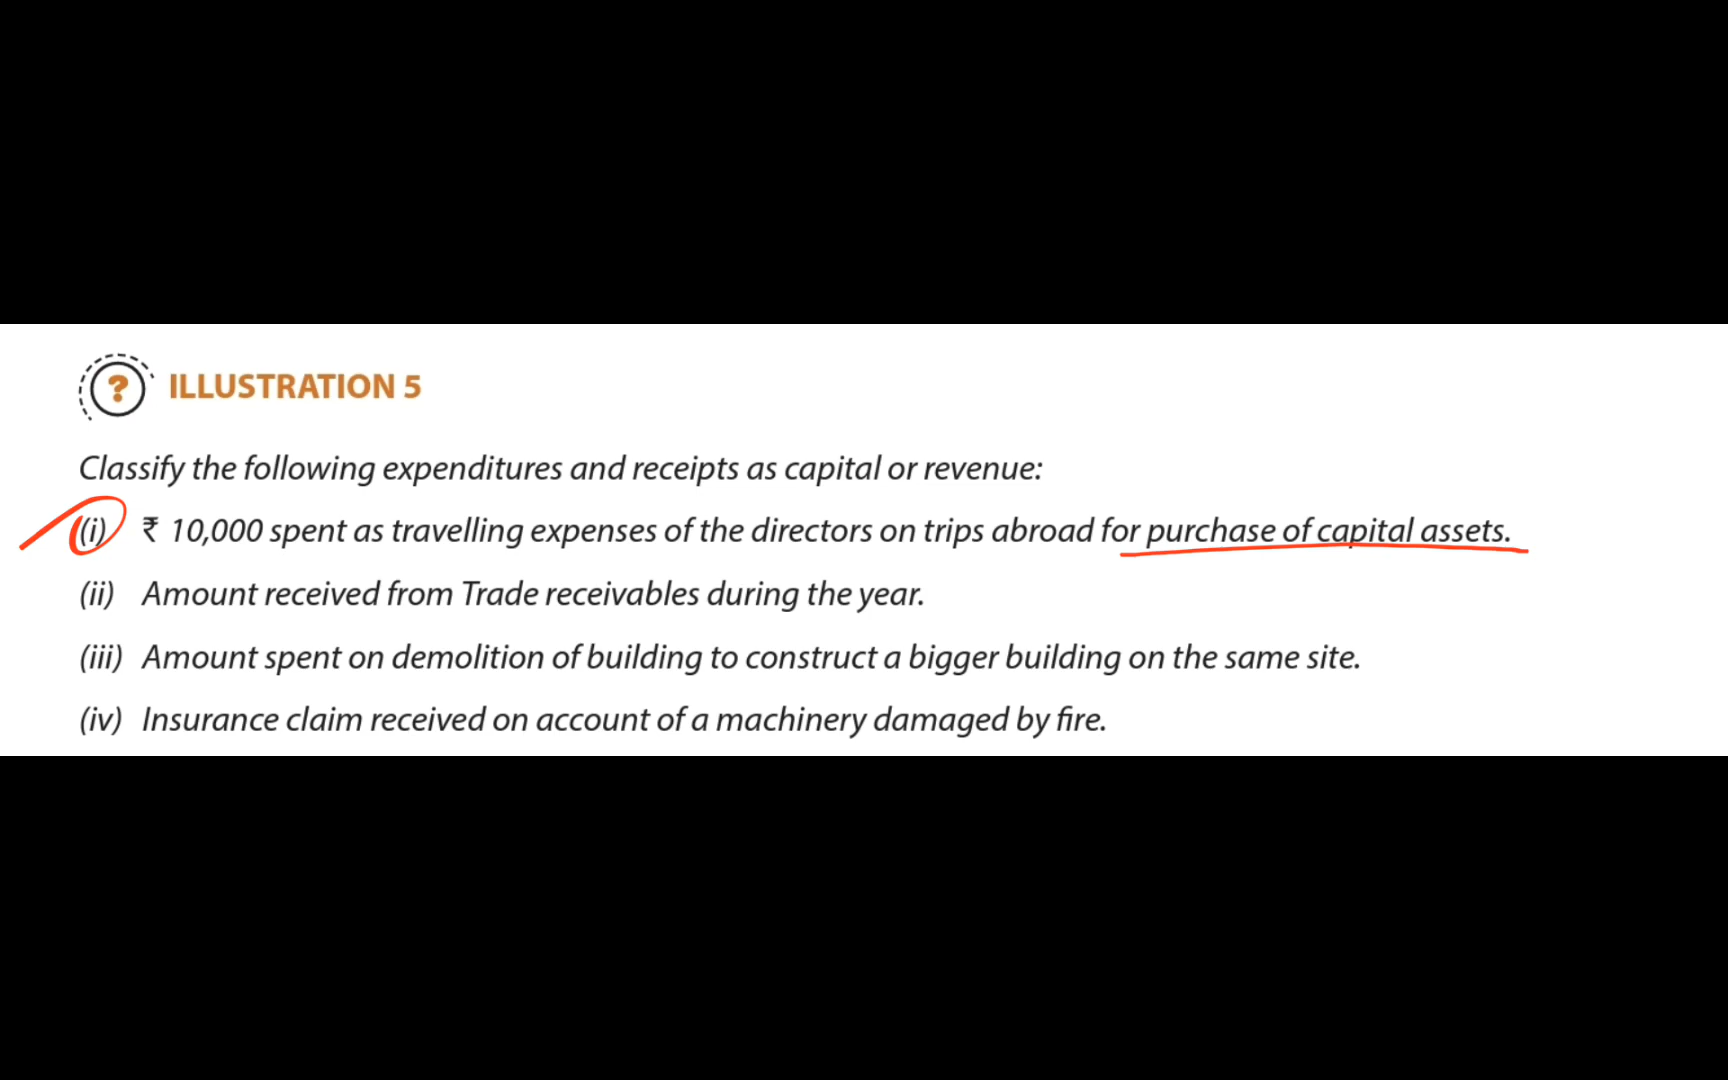 ?
ILLUSTRATION 5
Classify the following expenditures and receipts as capital or revenue:
(i) ₹ 10,000 spent as travelling expenses of the directors on trips abroad for purchase of capital assets.
(ii) Amount received from Trade receivables during the year.
(iii) Amount spent on demolition of building to construct a bigger building on the same site.
(iv) Insurance claim received on account of a machinery damaged by fire.